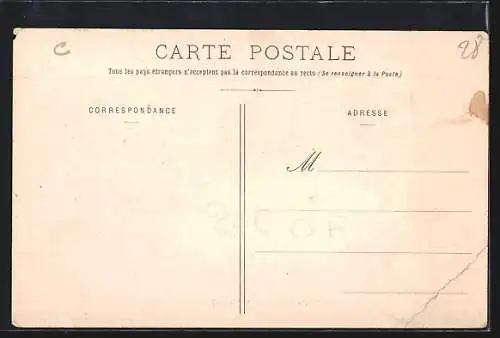 C
28
CARTE POSTALE
Tous les pays étrangers n'acceptent pas la correspondance au recto (Se renseigner à la Poste)
CORRESPONDANCE
ADRESSE
M